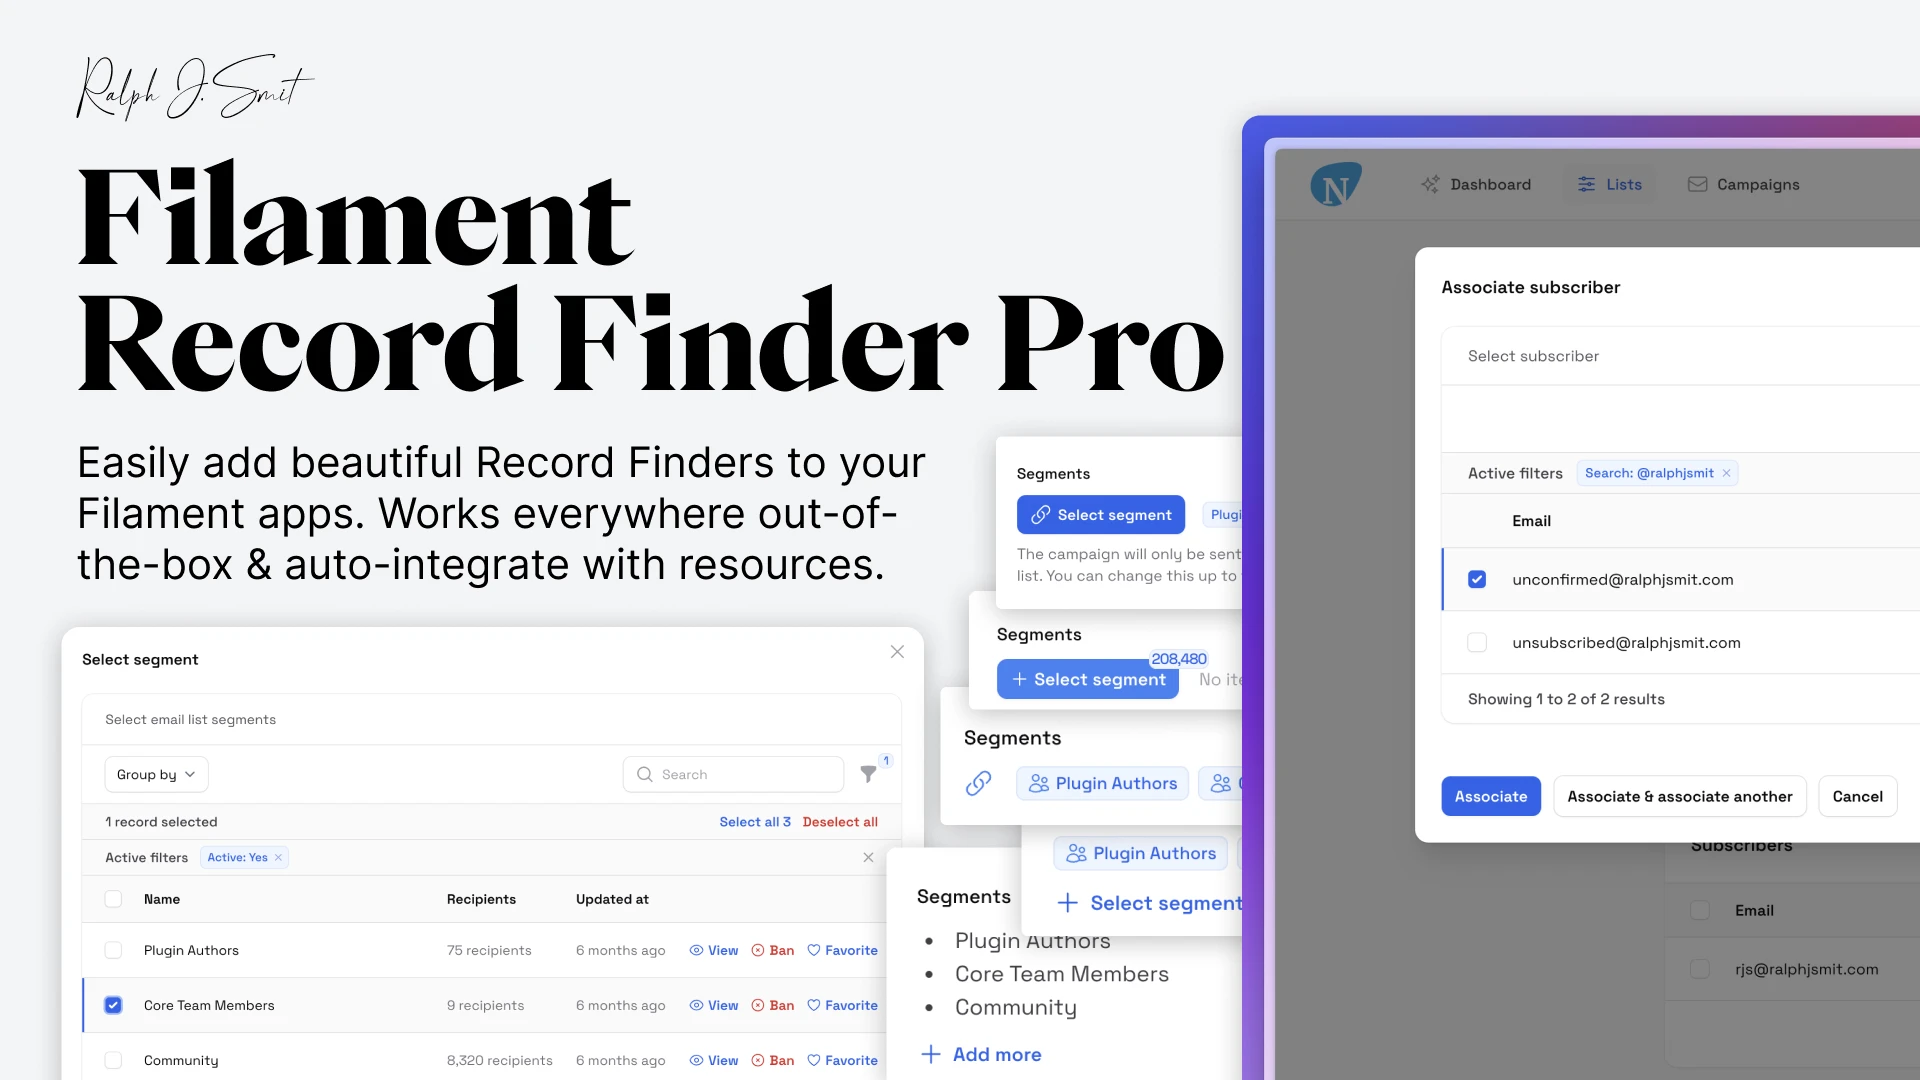 Ralph J. Smit
Filament
Record Finder Pro
Easily add beautiful Record Finders to your
Filament apps. Works everywhere out-of-
the-box & auto-integrate with resources.
Select segment
Select email list segments
Group by
Search
1
1 record selected
Select all 3
Deselect all
Active filters
Active: Yes
Name
Recipients
Updated at
Plugin Authors
75 recipients
6 months ago
View
Ban
Favorite
Core Team Members
9 recipients
6 months ago
View
Ban
Favorite
Community
8,320 recipients
6 months ago
View
Ban
Favorite
Segments
Select segment
Plugi
The campaign will only be sent
list. You can change this up to
Segments
208,480
Select segment
No ite
Segments
Plugin Authors
Plugin Authors
Select segment
Segments
Plugin Authors
Core Team Members
Community
Add more
N
Dashboard
Lists
Campaigns
Associate subscriber
Select subscriber
Active filters
Search: @ralphjsmit
Email
unconfirmed@ralphjsmit.com
unsubscribed@ralphjsmit.com
Showing 1 to 2 of 2 results
Associate
Associate & associate another
Cancel
Subscribers
Email
rjs@ralphjsmit.com